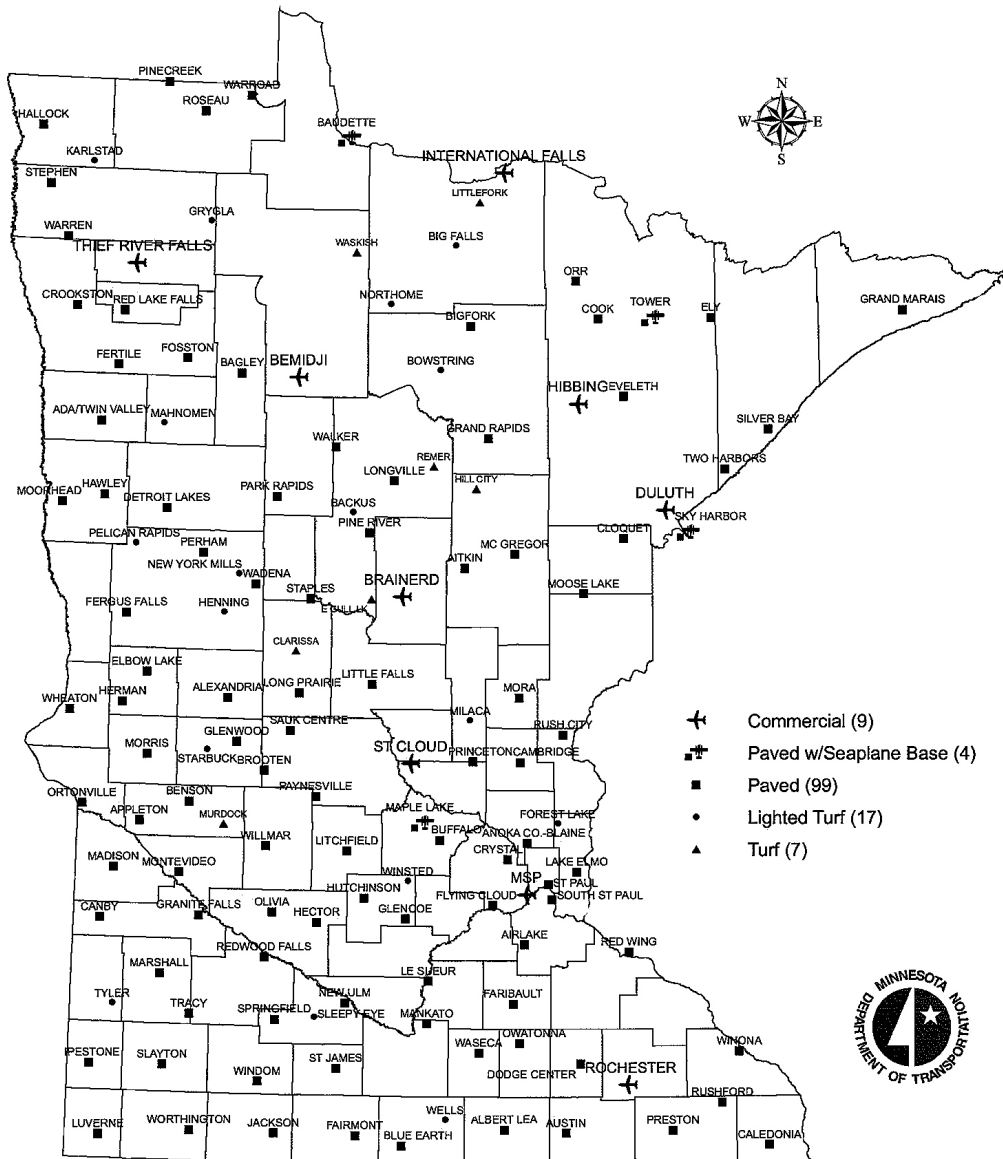 PINECREEK
WARROAD
ROSEAU
HALLOCK
N
W E
S
BAUDETTE
KARLSTAD
INTERNATIONAL FALLS
STEPHEN
LITTLEFORK
GRYGLA
WARREN
BIG FALLS
THIEF RIVER FALLS
WASKISH
ORR
CROOKSTON
RED LAKE FALLS
NORTHOME
COOK
TOWER
ELY
GRAND MARAIS
BIGFORK
FERTILE
FOSSTON
BAGLEY
BEMIDJI
BOWSTRING
HIBBING
EVELETH
ADA/TWIN VALLEY
MAHNOMEN
SILVER BAY
WALKER
GRAND RAPIDS
REMER
TWO HARBORS
LONGVILLE
HILL CITY
MOORHEAD
HAWLEY
DETROIT LAKES
PARK RAPIDS
BACKUS
DULUTH
SKY HARBOR
PINE RIVER
CLOQUET
PELICAN RAPIDS
PERHAM
MC GREGOR
NEW YORK MILLS
WADENA
AITKIN
STAPLES
BRAINERD
MOOSE LAKE
FERGUS FALLS
HENNING
E GULL LK
CLARISSA
ELBOW LAKE
LITTLE FALLS
WHEATON
HERMAN
ALEXANDRIA
LONG PRAIRIE
MORA
MILACA
SAUK CENTRE
RUSH CITY
MORRIS
GLENWOOD
STARBUCK
BROOTEN
ST CLOUD
PRINCETON
CAMBRIDGE
Commercial (9)
Paved w/Seaplane Base (4)
Paved (99)
Lighted Turf (17)
Turf (7)
ORTONVILLE
BENSON
PAYNESVILLE
APPLETON
MURDOCK
MAPLE LAKE
FOREST LAKE
WILLMAR
LITCHFIELD
BUFFALO
ANOKA CO.-BLAINE
CRYSTAL
LAKE ELMO
MADISON
MONTEVIDEO
WINSTED
MSP
ST PAUL
HUTCHINSON
FLYING CLOUD
SOUTH ST PAUL
CANBY
GRANITE FALLS
OLIVIA
HECTOR
GLENCOE
AIRLAKE
RED WING
REDWOOD FALLS
MARSHALL
LE SUEUR
TYLER
TRACY
SPRINGFIELD
NEW ULM
SLEEPY EYE
MANKATO
FARIBAULT
OWATONNA
WASECA
WINONA
IPESTONE
SLAYTON
ST JAMES
WINDOM
DODGE CENTER
ROCHESTER
RUSHFORD
LUVERNE
WORTHINGTON
JACKSON
FAIRMONT
WELLS
BLUE EARTH
ALBERT LEA
AUSTIN
PRESTON
CALEDONIA
MINNESOTA
DEPARTMENT OF TRANSPORTATION